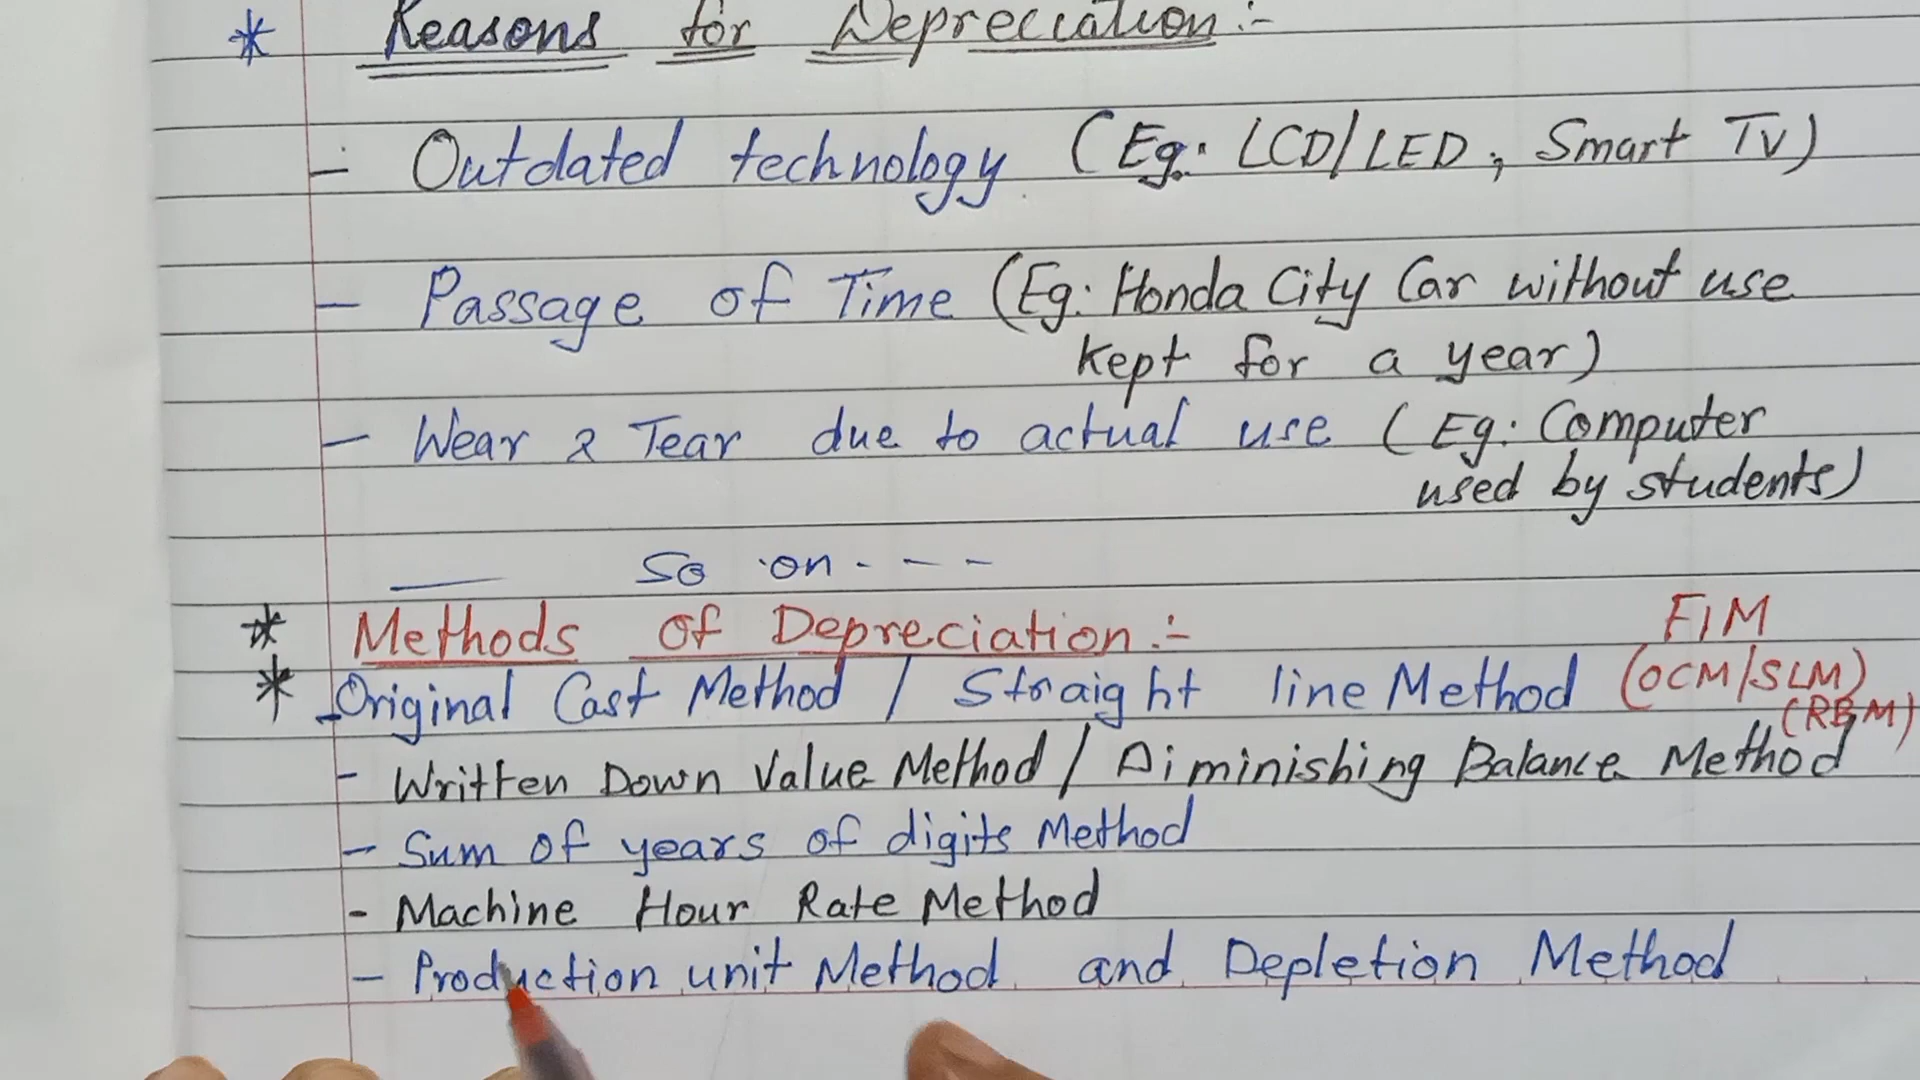 * Reasons for Depreciation:-
- Outdated technology (Eg: LCD/LED, Smart TV)
- Passage of Time (Eg: Honda City Car without use
kept for a year)
- Wear & Tear due to actual use (Eg: Computer
used by students)
— So on - - -
* Methods of Depreciation:-
FIM
* - Original Cost Method / Straight line Method (OCM/SLM)
(RBM)
- Written Down Value Method / Diminishing Balance Method
- Sum of years of digits Method
- Machine Hour Rate Method
- Production unit Method and Depletion Method